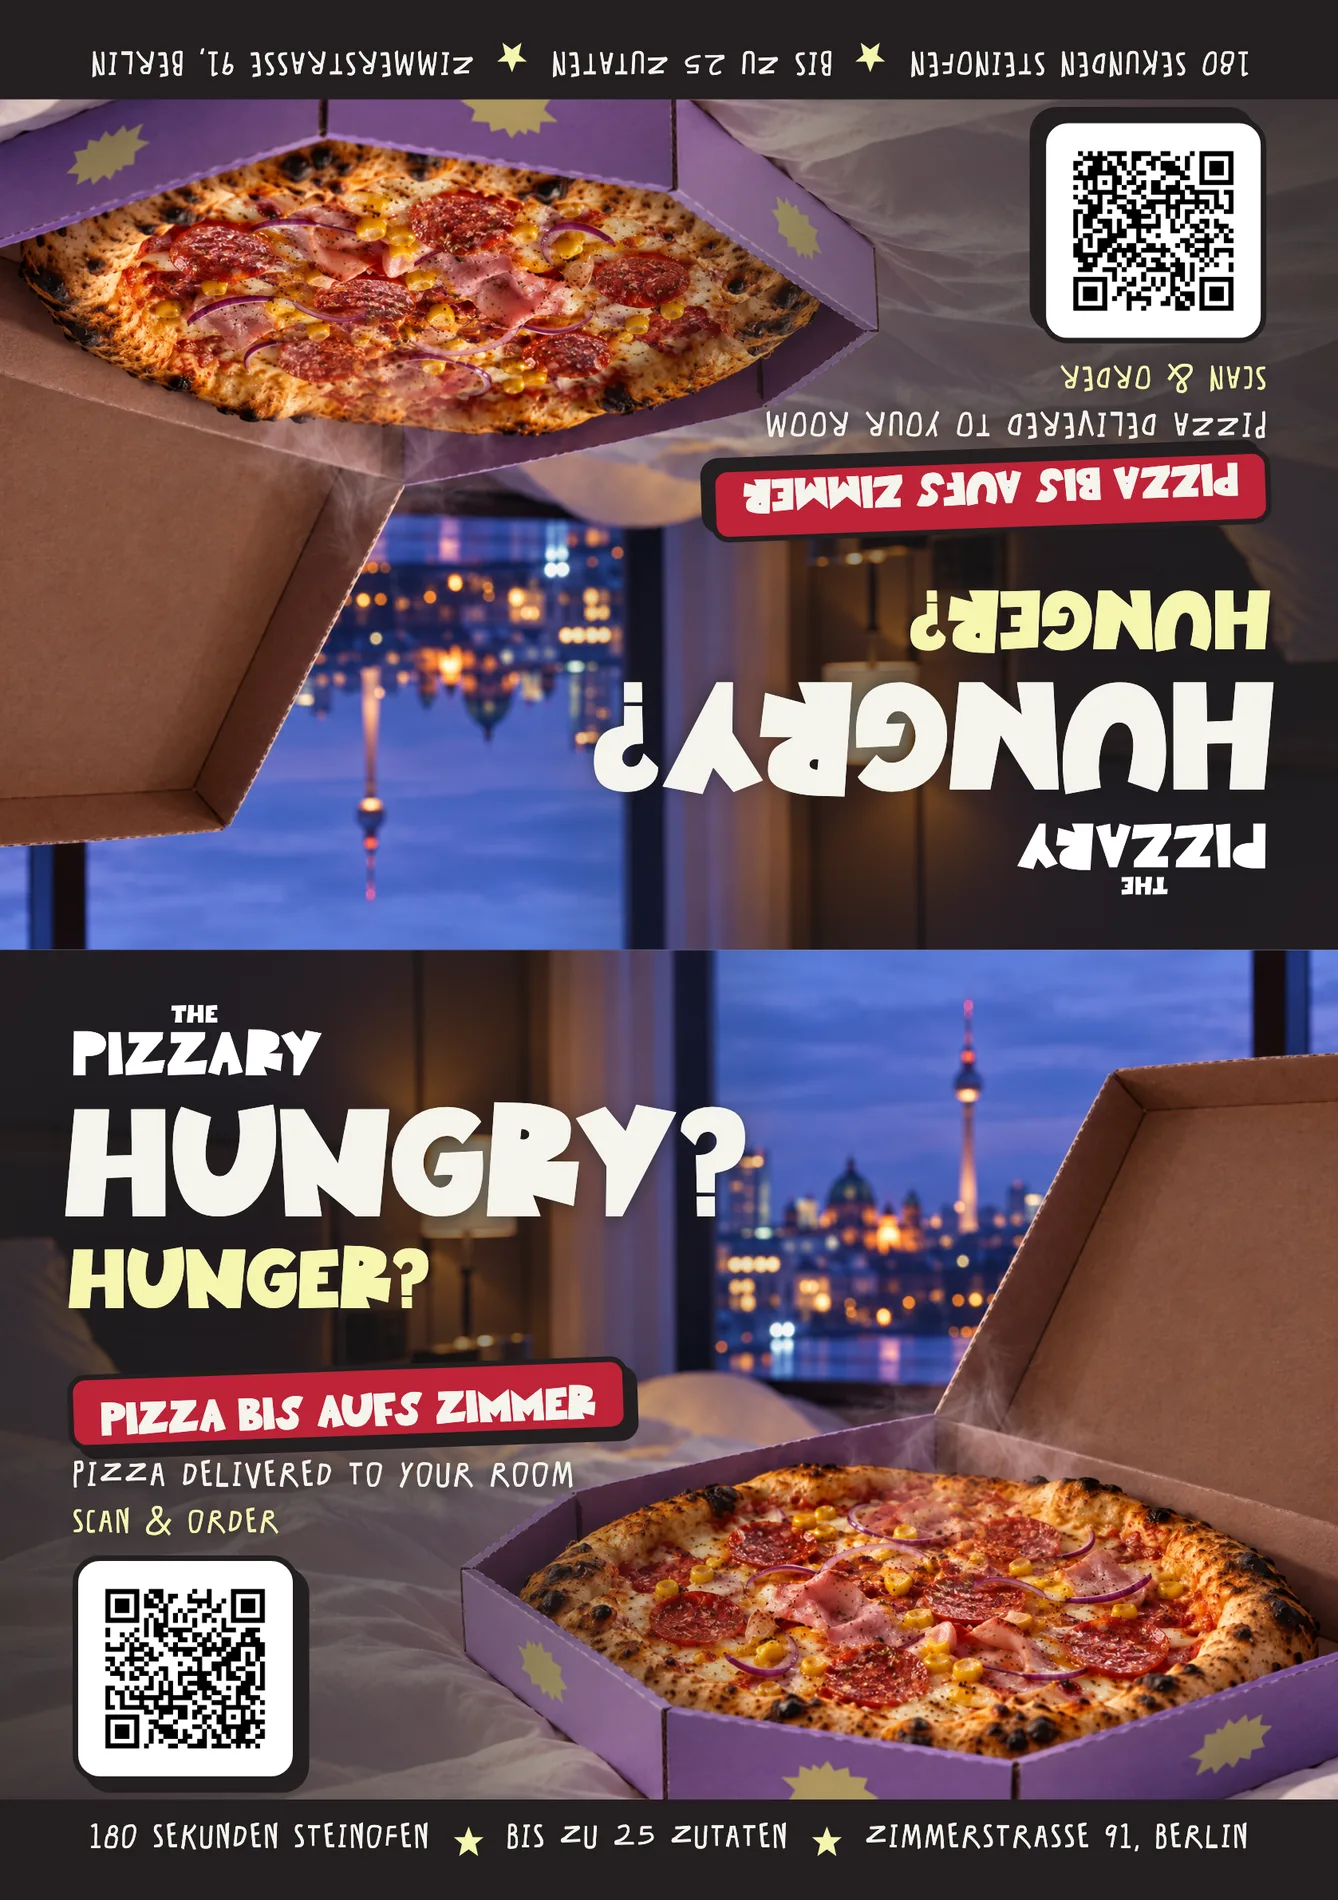 180 SEKUNDEN STEINOFEN ★ BIS ZU 25 ZUTATEN ★ ZIMMERSTRASSE 91, BERLIN
SCAN & ORDER
PIZZA DELIVERED TO YOUR ROOM
PIZZA BIS AUFS ZIMMER
HUNGER?
HUNGRY?
THE
PIZZARY
THE
PIZZARY
HUNGRY?
HUNGER?
PIZZA BIS AUFS ZIMMER
PIZZA DELIVERED TO YOUR ROOM
SCAN & ORDER
180 SEKUNDEN STEINOFEN ★ BIS ZU 25 ZUTATEN ★ ZIMMERSTRASSE 91, BERLIN